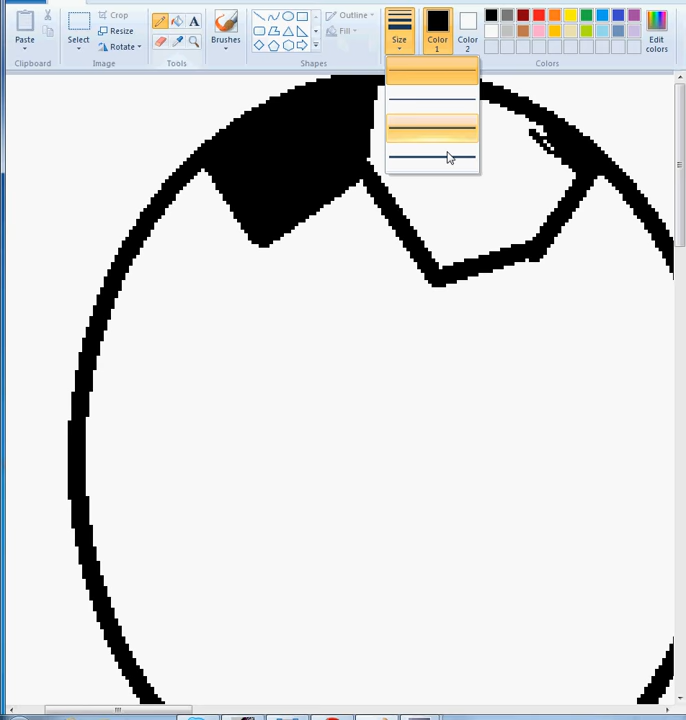 Paste
Clipboard
Select
Crop
Resize
Rotate
Image
A
Tools
Brushes
Shapes
Outline
Fill
Size
Color
1
Color
2
Colors
Edit
colors